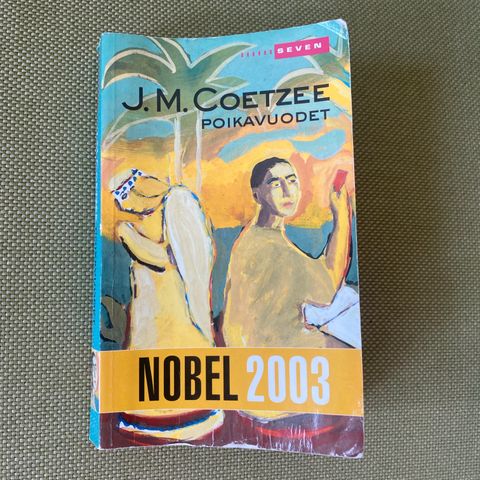 SEVEN
J. M. COETZEE
POIKAVUODET
NOBEL 2003